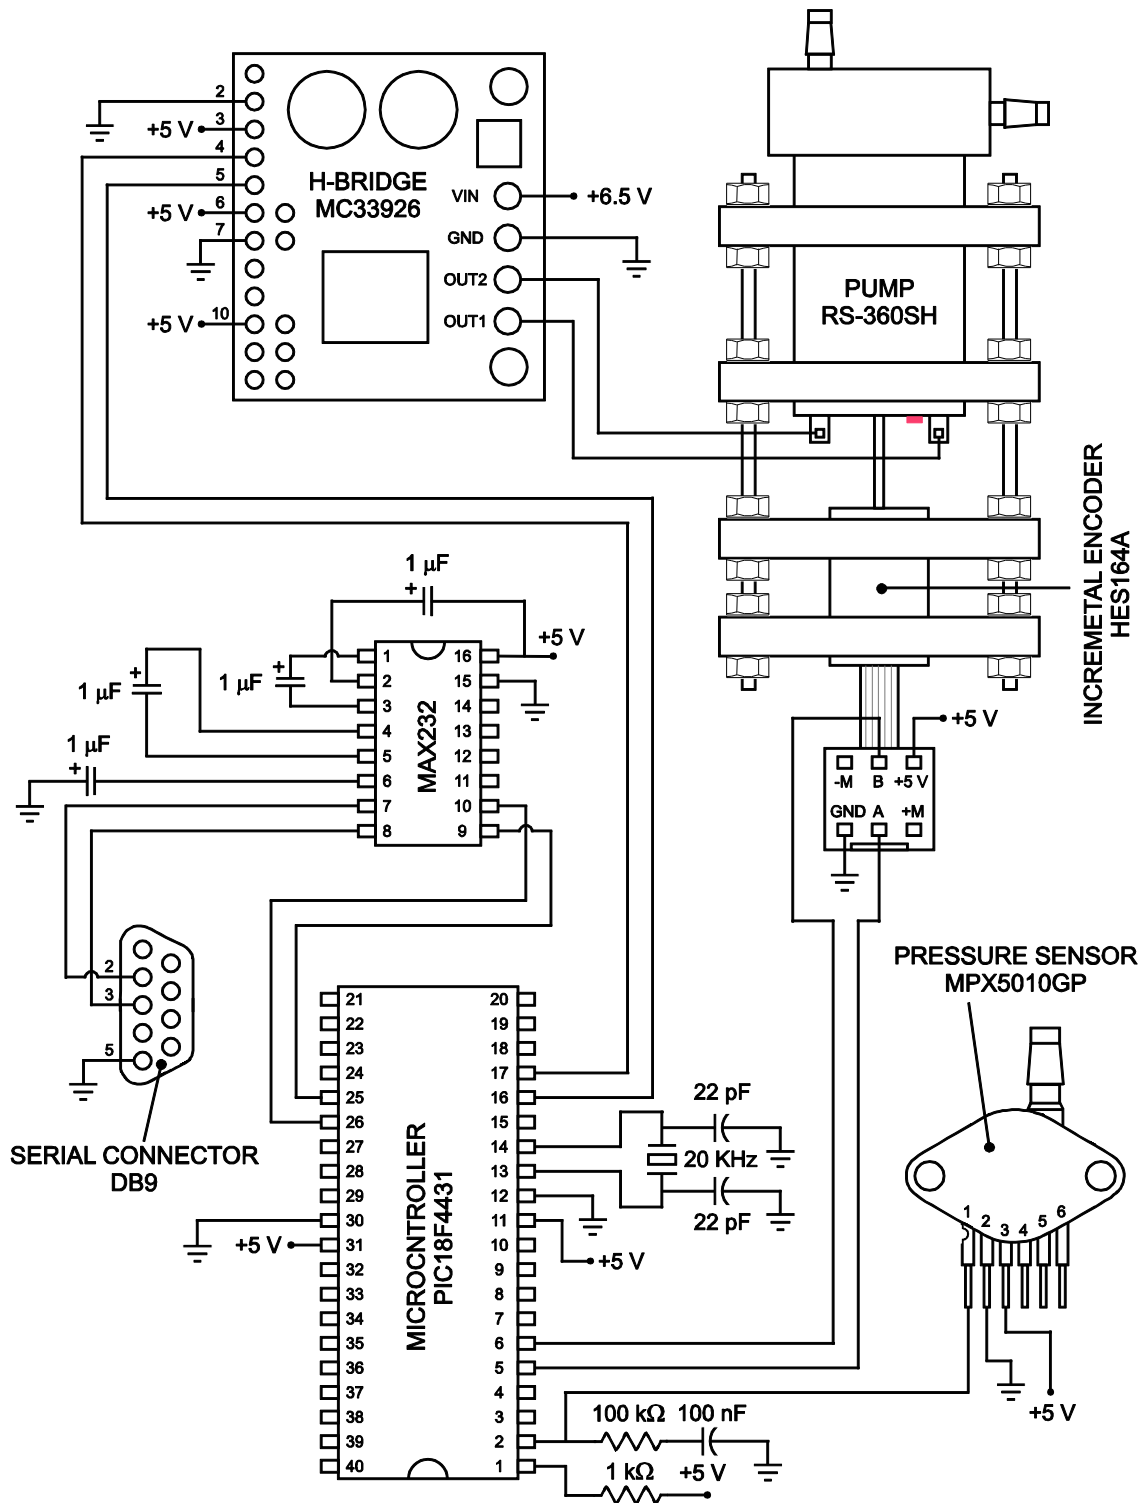 2
+5 V
3
4
5
+5 V
6
7
+5 V
10
H-BRIDGE
MC33926
VIN
+6.5 V
GND
OUT2
OUT1
PUMP
RS-360SH
INCREMETAL ENCODER
HES164A
1 µF
+
+5 V
+
1 µF
+
1 µF
1 µF
+
MAX232
1
2
3
4
5
6
7
8
16
15
14
13
12
11
10
9
+5 V
-M
B
+5 V
GND
A
+M
2
3
5
SERIAL CONNECTOR
DB9
PRESSURE SENSOR
MPX5010GP
1
2
3
4
5
6
+5 V
MICROCNTROLLER
PIC18F4431
21
22
23
24
25
26
27
28
29
30
31
32
33
34
35
36
37
38
39
40
20
19
18
17
16
15
14
13
12
11
10
9
8
7
6
5
4
3
2
1
+5 V
22 pF
20 KHz
22 pF
+5 V
100 kΩ
100 nF
1 kΩ
+5 V